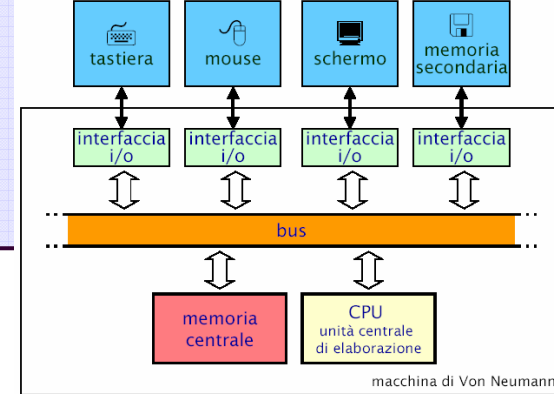 tastiera
mouse
schermo
memoria
secondaria
interfaccia
i/o
interfaccia
i/o
interfaccia
i/o
interfaccia
i/o
bus
memoria
centrale
CPU
unità centrale
di elaborazione
macchina di Von Neumann